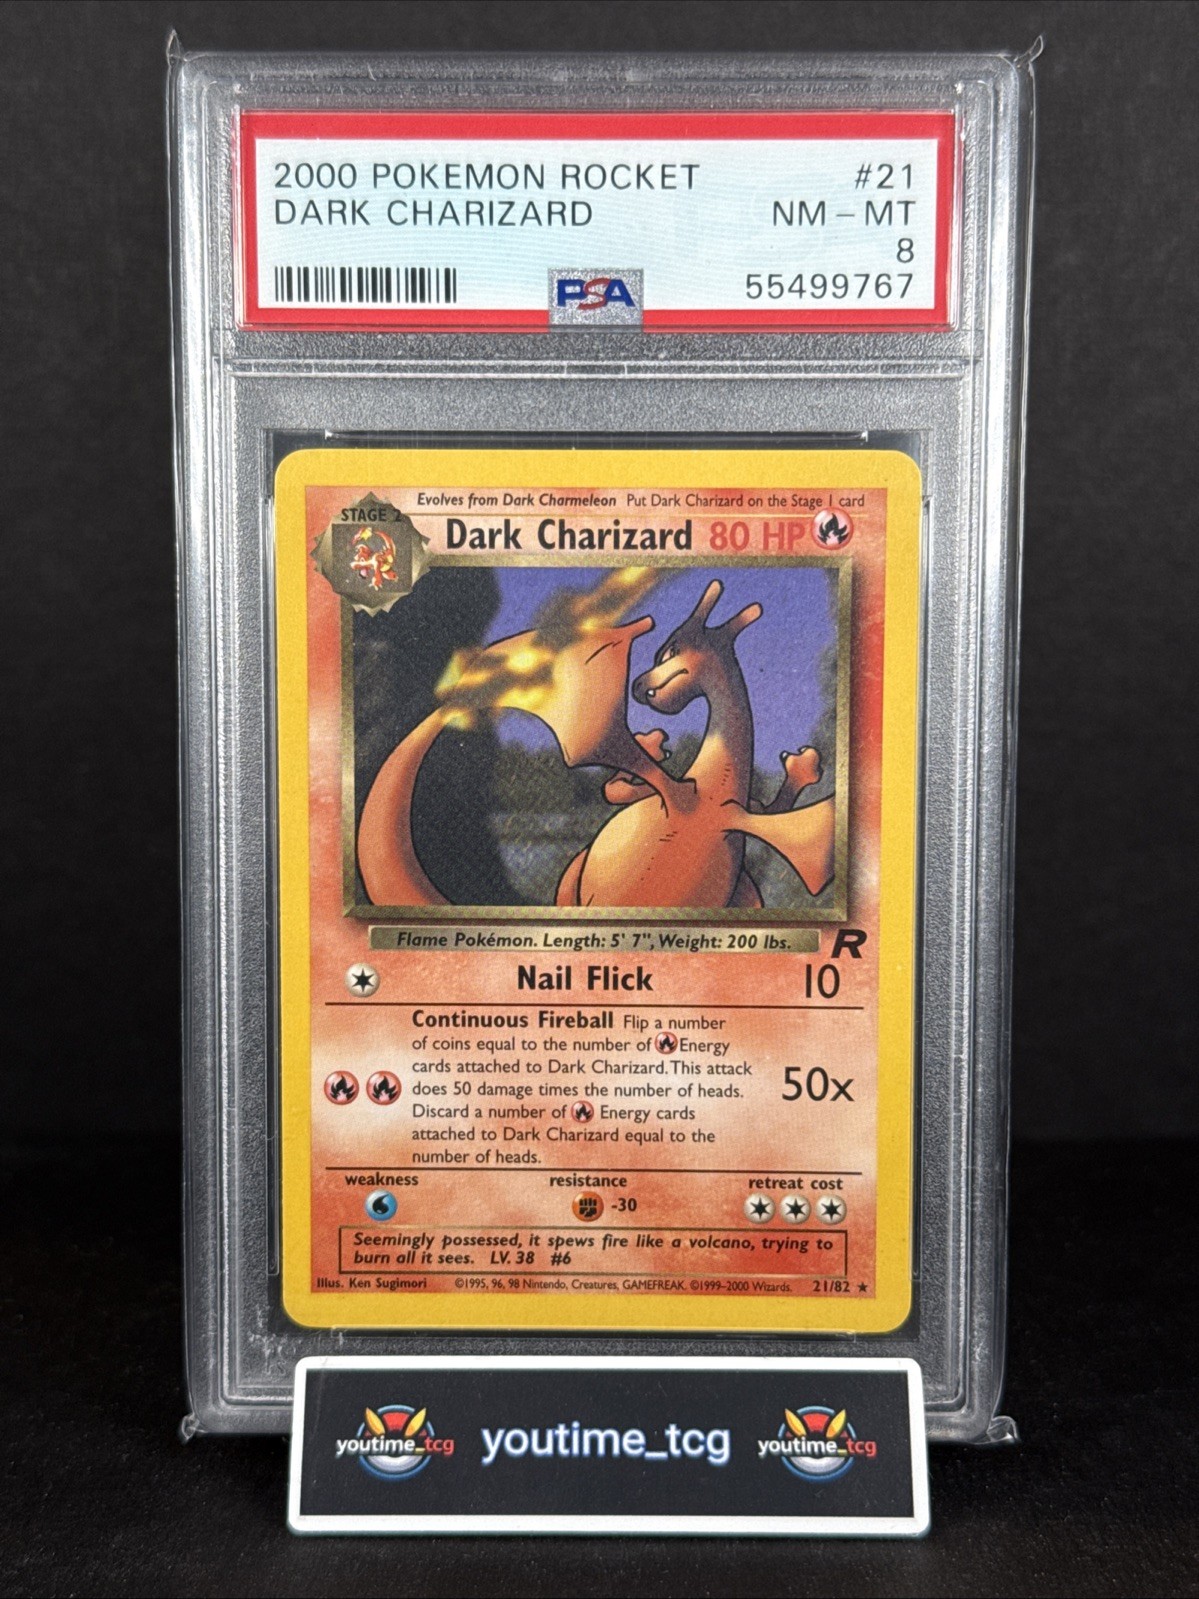 2000 POKEMON ROCKET #21
DARK CHARIZARD NM - MT
8
PSA 55499767
Evolves from Dark Charmeleon Put Dark Charizard on the Stage 1 card
STAGE 2
Dark Charizard 80 HP
Flame Pokémon. Length: 5' 7", Weight: 200 lbs.
R
Nail Flick 10
Continuous Fireball Flip a number
of coins equal to the number of Energy
cards attached to Dark Charizard. This attack
does 50 damage times the number of heads. 50x
Discard a number of Energy cards
attached to Dark Charizard equal to the
number of heads.
weakness resistance retreat cost
-30
Seemingly possessed, it spews fire like a volcano, trying to
burn all it sees. LV. 38 #6
Illus. Ken Sugimori ©1995, 96, 98 Nintendo, Creatures, GAMEFREAK. ©1999-2000 Wizards. 21/82 ★
youtime_tcg youtime_tcg youtime_tcg